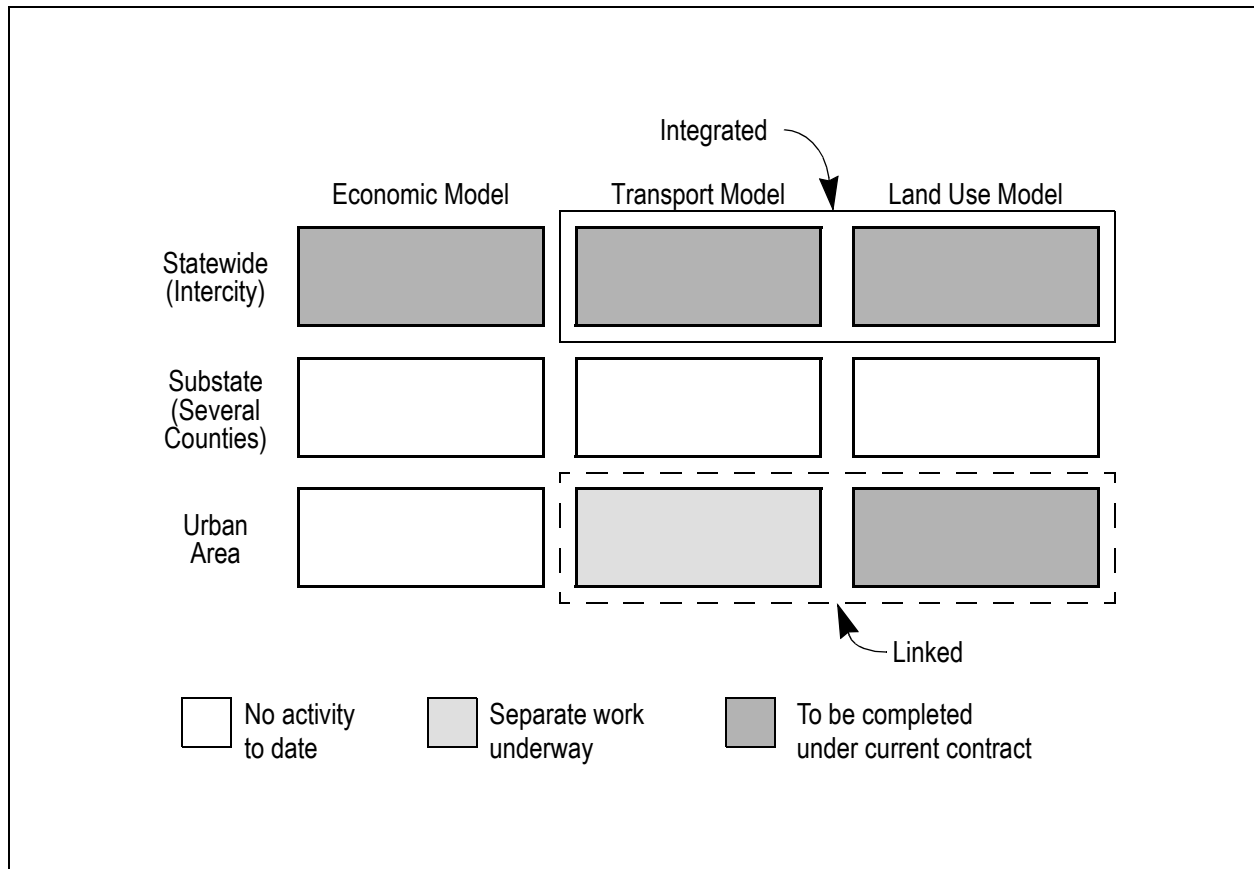 Integrated
Economic Model
Transport Model
Land Use Model
Statewide
(Intercity)
Substate
(Several
Counties)
Urban
Area
Linked
No activity
to date
Separate work
underway
To be completed
under current contract